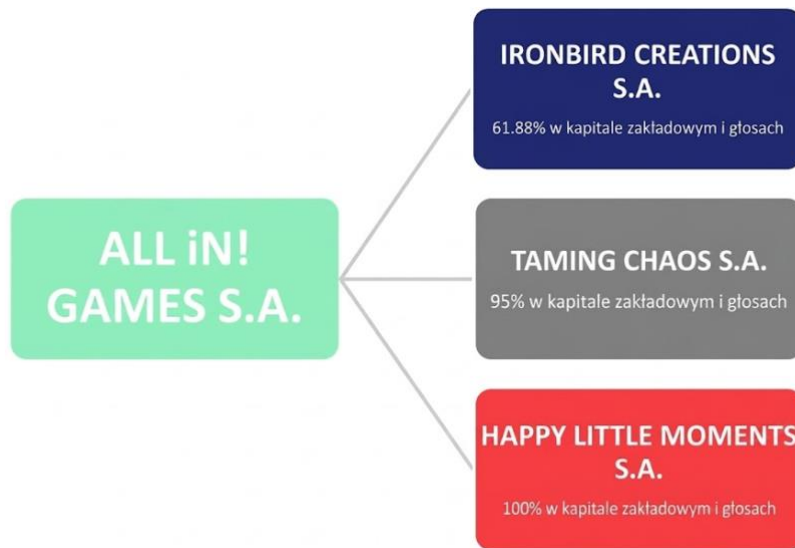 ALL iN!
GAMES S.A.
IRONBIRD CREATIONS
S.A.
61.88% w kapitale zakładowym i głosach
TAMING CHAOS S.A.
95% w kapitale zakładowym i głosach
HAPPY LITTLE MOMENTS
S.A.
100% w kapitale zakładowym i głosach